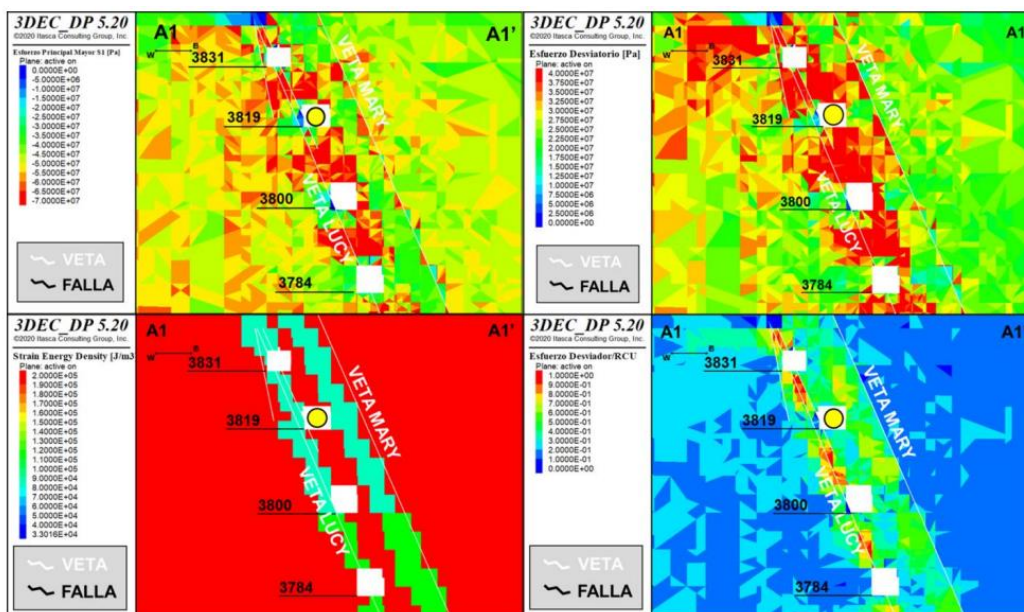 3DEC_DP 5.20
©2020 Itasca Consulting Group, Inc.
Esfuerzo Principal Mayor S1 [Pa]
Plane: active on
0.0000E+00
-5.0000E+06
-1.0000E+07
-1.5000E+07
-2.0000E+07
-2.5000E+07
-3.0000E+07
-3.5000E+07
-4.0000E+07
-4.5000E+07
-5.0000E+07
-5.5000E+07
-6.0000E+07
-6.5000E+07
-7.0000E+07
VETA
FALLA
A1
A1'
W
3831
3819
3800
3784
VETA MARY
VETA LUCY
3DEC_DP 5.20
©2020 Itasca Consulting Group, Inc.
Esfuerzo Desviatorio [Pa]
Plane: active on
4.0000E+07
3.7500E+07
3.5000E+07
3.2500E+07
3.0000E+07
2.7500E+07
2.5000E+07
2.2500E+07
2.0000E+07
1.7500E+07
1.5000E+07
1.2500E+07
1.0000E+07
7.5000E+06
5.0000E+06
2.5000E+06
0.0000E+00
VETA
FALLA
A1
A1'
W
3831
3819
3800
3784
VETA MARY
VETA LUCY
3DEC_DP 5.20
©2020 Itasca Consulting Group, Inc.
Strain Energy Density [J/m3
Plane: active on
2.0000E+05
1.9000E+05
1.8000E+05
1.7000E+05
1.6000E+05
1.5000E+05
1.4000E+05
1.3000E+05
1.2000E+05
1.1000E+05
1.0000E+05
9.0000E+04
8.0000E+04
7.0000E+04
6.0000E+04
5.0000E+04
4.0000E+04
3.3016E+04
VETA
FALLA
A1
A1'
W
3831
3819
3800
3784
VETA MARY
VETA LUCY
3DEC_DP 5.20
©2020 Itasca Consulting Group, Inc.
Esfuerzo Desviador/RCU
Plane: active on
1.0000E+00
9.0000E-01
8.0000E-01
7.0000E-01
6.0000E-01
5.0000E-01
4.0000E-01
3.0000E-01
2.0000E-01
1.0000E-01
0.0000E+00
VETA
FALLA
A1
A1'
W
3831
3819
3800
3784
VETA MARY
VETA LUCY